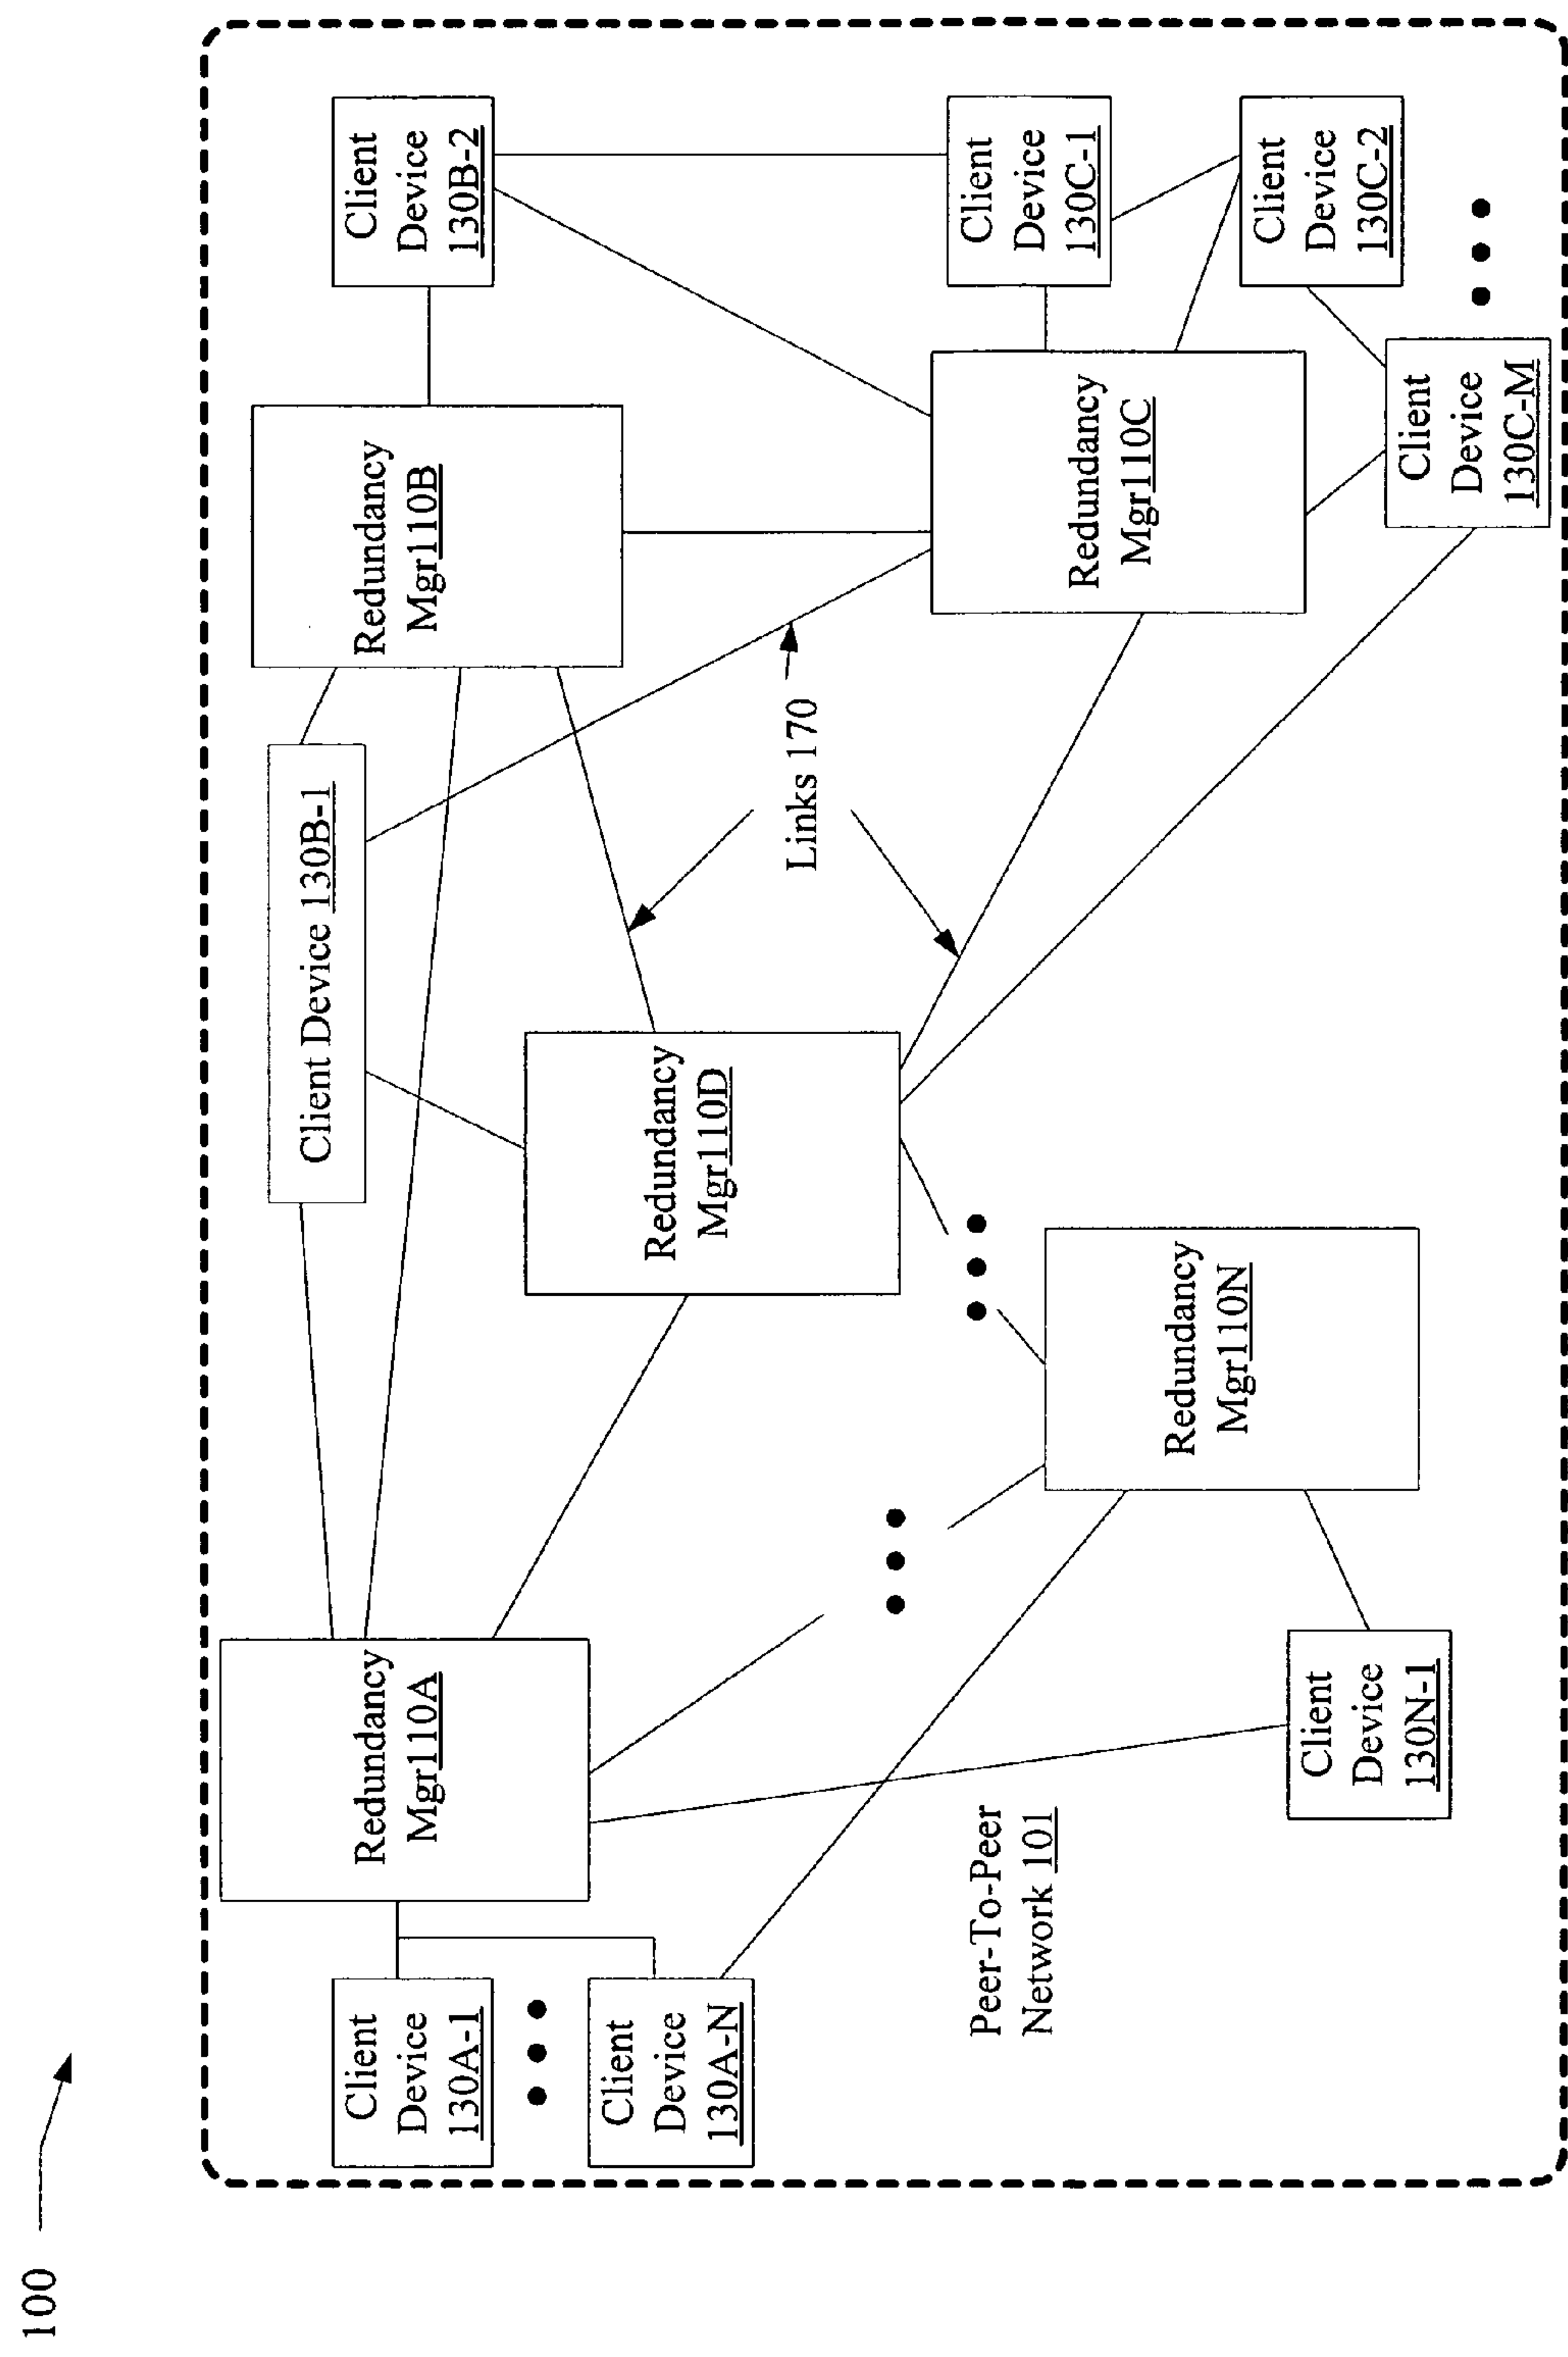 100
Client
Device
130A-1
Client
Device
130A-N
Redundancy
Mgr110A
Client Device 130B-1
Redundancy
Mgr110B
Client
Device
130B-2
Redundancy
Mgr110D
Links 170
Redundancy
Mgr110C
Client
Device
130C-1
Client
Device
130C-2
Client
Device
130C-M
Redundancy
Mgr110N
Client
Device
130N-1
Peer-To-Peer
Network 101